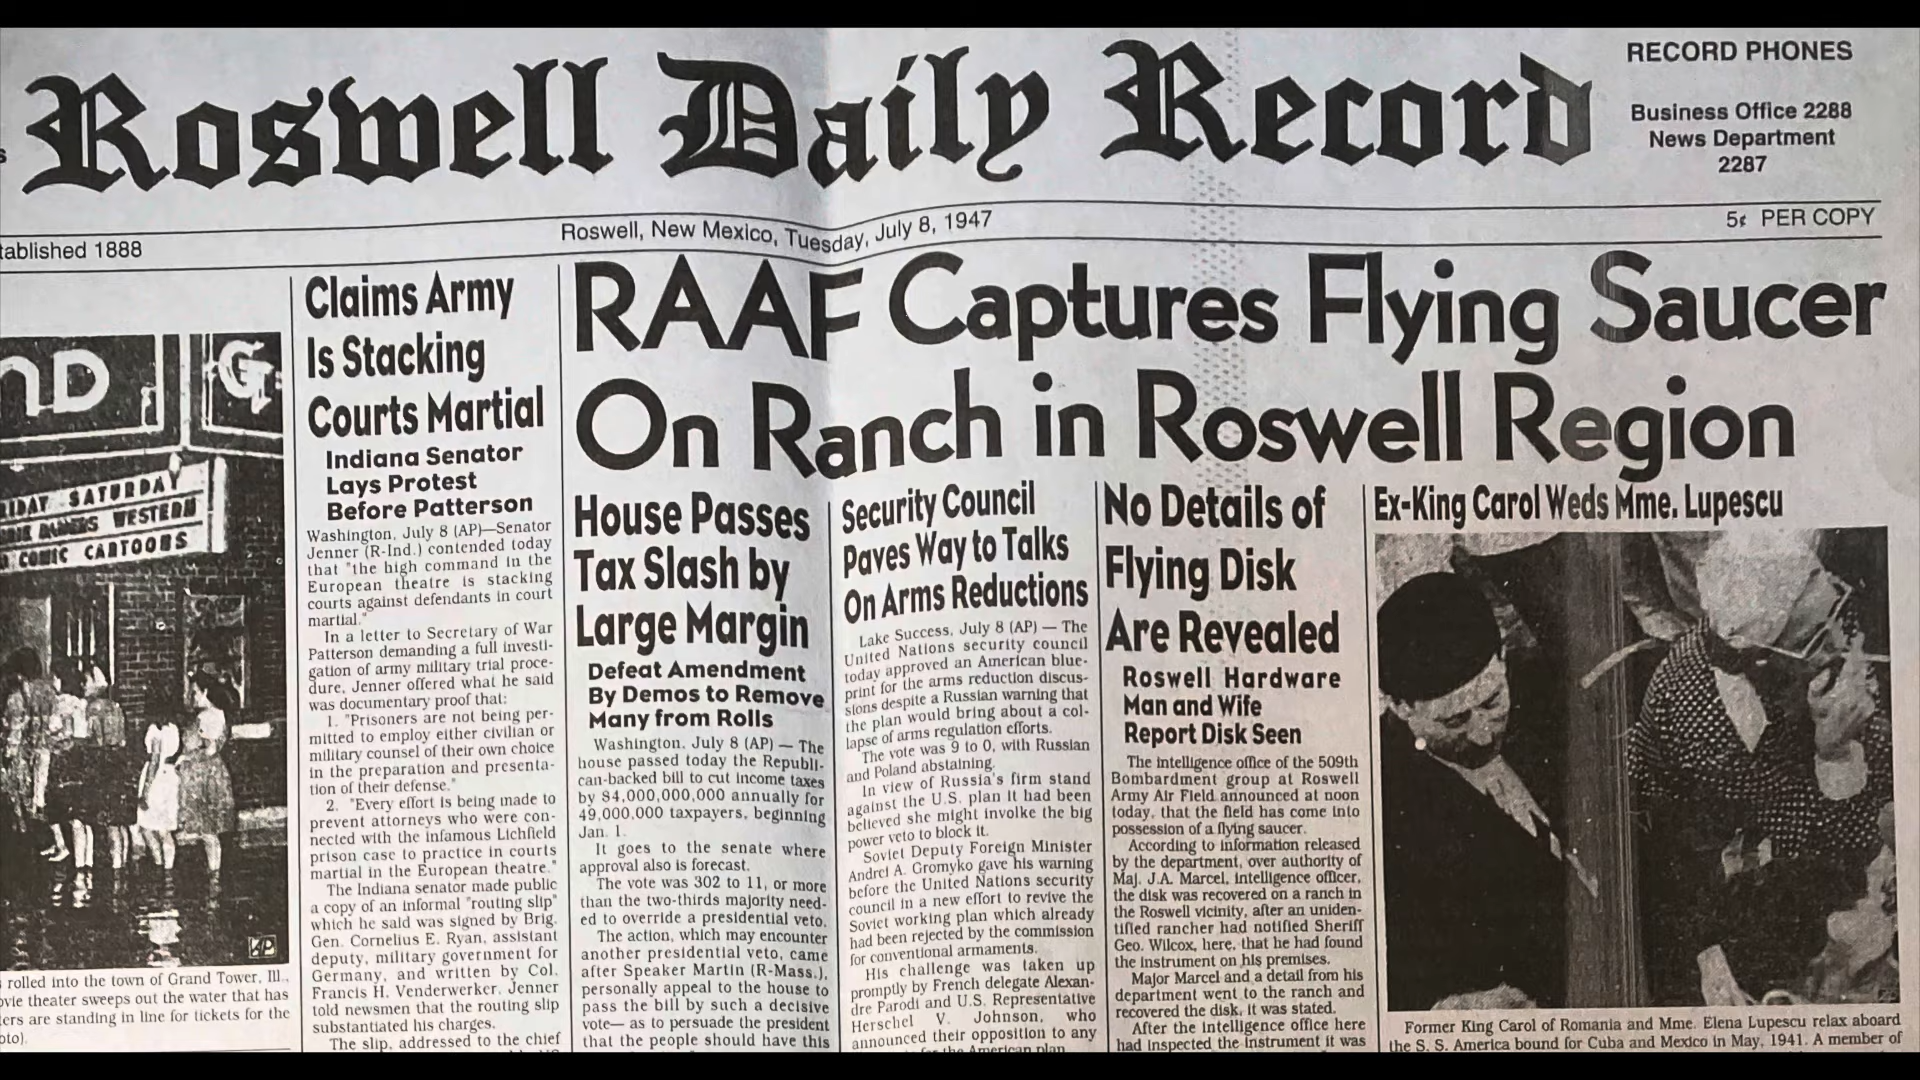 Roswell Daily Record
RECORD PHONES
Business Office 2288
News Department
2287
tablished 1888
Roswell, New Mexico, Tuesday, July 8, 1947
5¢ PER COPY
RAAF Captures Flying Saucer
On Ranch in Roswell Region
SATURDAY
WESTERN
COMIC CARTOONS
rolled into the town of Grand Tower, Ill.,
vie theater sweeps out the water that has
ers are standing in line for tickets for the
oto).
Claims Army
Is Stacking
Courts Martial
Indiana Senator
Lays Protest
Before Patterson
Washington, July 8 (AP)—Senator
Jenner (R-Ind.) contended today
that "the high command in the
European theatre is stacking
courts against defendants in court
martial."
In a letter to Secretary of War
Patterson demanding a full investi-
gation of army military trial proce-
dure, Jenner offered what he said
was documentary proof that:
1. "Prisoners are not being per-
mitted to employ either civilian or
military counsel of their own choice
in the preparation and presenta-
tion of their defense."
2. "Every effort is being made to
prevent attorneys who were con-
nected with the infamous Lichfield
prison case to practice in courts
martial in the European theatre."
The Indiana senator made public
a copy of an informal "routing slip"
which he said was signed by Brig.
Gen. Cornelius E. Ryan, assistant
deputy, military government for
Germany, and written by Col.
Francis H. Venderwerker. Jenner
told newsmen that the routing slip
substantiated his charges.
The slip, addressed to the chief
House Passes
Tax Slash by
Large Margin
Defeat Amendment
By Demos to Remove
Many from Rolls
Washington, July 8 (AP) — The
house passed today the Republi-
can-backed bill to cut income taxes
by $4,000,000,000 annually for
49,000,000 taxpayers, beginning
Jan. 1.
It goes to the senate where
approval also is forecast.
The vote was 302 to 11, or more
than the two-thirds majority need-
ed to override a presidential veto.
The action, which may encounter
another presidential veto, came
after Speaker Martin (R-Mass.),
personally appeal to the house to
pass the bill by such a decisive
vote— as to persuade the president
that the people should have this
Security Council
Paves Way to Talks
On Arms Reductions
Lake Success, July 8 (AP) — The
United Nations security council
today approved an American blue-
print for the arms reduction discus-
sions despite a Russian warning that
the plan would bring about a col-
lapse of arms regulation efforts.
The vote was 9 to 0, with Russian
and Poland abstaining.
In view of Russia's firm stand
against the U.S. plan it had been
believed she might involke the big
power veto to block it.
Soviet Deputy Foreign Minister
Andrei A. Gromyko gave his warning
before the United Nations security
council in a new effort to revive the
Soviet working plan which already
had been rejected by the commission
for conventional armaments.
His challenge was taken up
promptly by French delegate Alexan-
dre Parodi and U.S. Representative
Herschel V. Johnson, who
announced their opposition to any
the American plan
No Details of
Flying Disk
Are Revealed
Roswell Hardware
Man and Wife
Report Disk Seen
The intelligence office of the 509th
Bombardment group at Roswell
Army Air Field announced at noon
today, that the field has come into
possession of a flying saucer.
According to information released
by the department, over authority of
Maj. J.A. Marcel, intelligence officer,
the disk was recovered on a ranch in
the Roswell vicinity, after an uniden-
tified rancher had notified Sheriff
Geo. Wilcox, here, that he had found
the instrument on his premises.
Major Marcel and a detail from his
department went to the ranch and
recovered the disk, it was stated.
After the intelligence office here
had inspected the instrument it was
Ex-King Carol Weds Mme. Lupescu
Former King Carol of Romania and Mme. Elena Lupescu relax aboard
the S. S. America bound for Cuba and Mexico in May, 1941. A member of